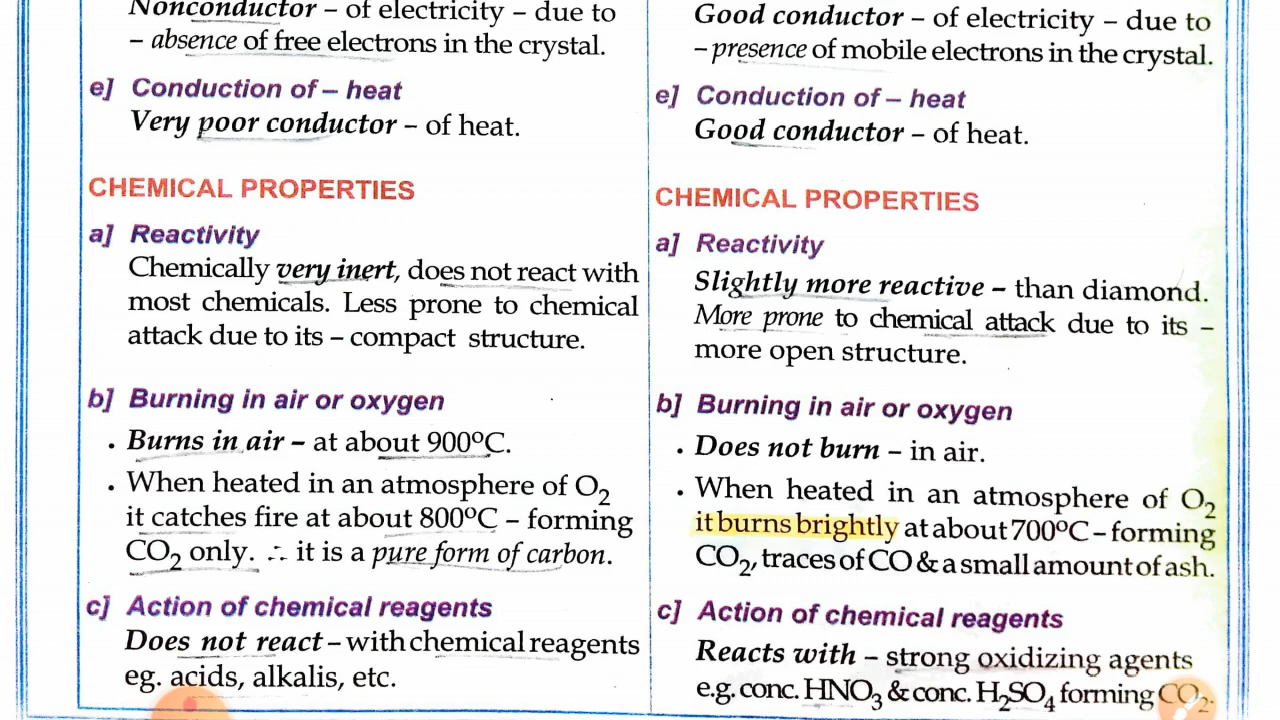 Nonconductor – of electricity – due to
– absence of free electrons in the crystal.
e] Conduction of – heat
Very poor conductor – of heat.
CHEMICAL PROPERTIES
a] Reactivity
Chemically very inert, does not react with
most chemicals. Less prone to chemical
attack due to its – compact structure.
b] Burning in air or oxygen
. Burns in air – at about 900°C.
. When heated in an atmosphere of O₂
it catches fire at about 800°C – forming
CO₂ only. ∴ it is a pure form of carbon.
c] Action of chemical reagents
Does not react – with chemical reagents
eg. acids, alkalis, etc.
Good conductor – of electricity – due to
– presence of mobile electrons in the crystal.
e] Conduction of – heat
Good conductor – of heat.
CHEMICAL PROPERTIES
a] Reactivity
Slightly more reactive – than diamond.
More prone to chemical attack due to its –
more open structure.
b] Burning in air or oxygen
. Does not burn – in air.
. When heated in an atmosphere of O₂
it burns brightly at about 700°C – forming
CO₂, traces of CO & a small amount of ash.
c] Action of chemical reagents
Reacts with – strong oxidizing agents
e.g. conc. HNO₃ & conc. H₂SO₄ forming CO₂.